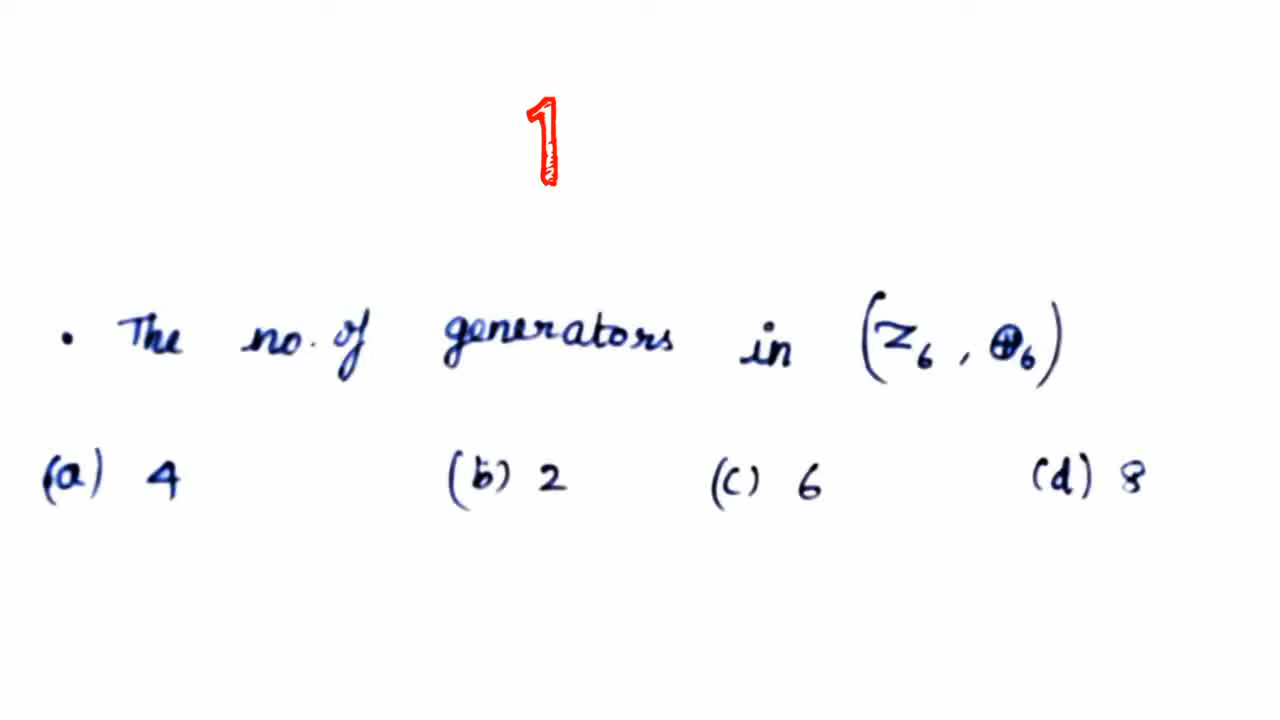 1
• The no. of generators in (Z₆, ⊕₆)
(a) 4 (b) 2 (c) 6 (d) 8